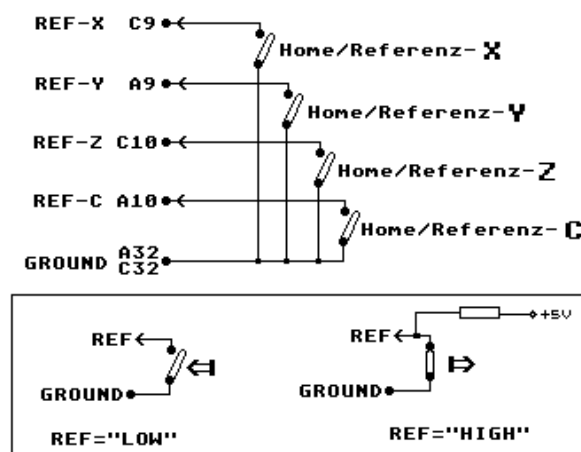 REF-X C9 Home/Referenz-X
REF-Y A9 Home/Referenz-Y
REF-Z C10 Home/Referenz-Z
REF-C A10 Home/Referenz-C
GROUND A32 C32
REF +5V
GROUND
REF="LOW"
REF
GROUND
REF="HIGH"